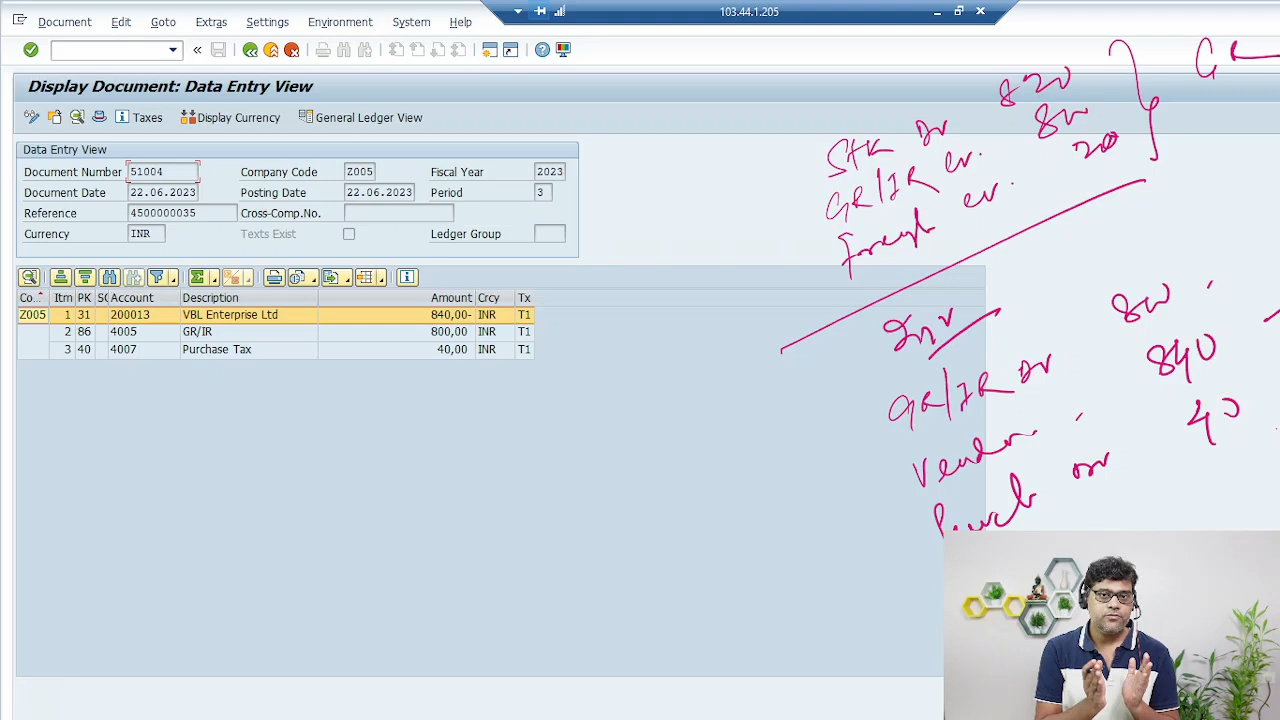 103.44.1.205
Document Edit Goto Extras Settings Environment System Help
Display Document: Data Entry View
Taxes Display Currency General Ledger View
Data Entry View
Document Number 51004 Company Code Z005 Fiscal Year 2023
Document Date 22.06.2023 Posting Date 22.06.2023 Period 3
Reference 4500000035 Cross-Comp.No.
Currency INR Texts Exist Ledger Group
Co.. Itm PK SG Account Description Amount Crcy Tx
Z005 1 31 200013 VBL Enterprise Ltd 840,00- INR T1
2 86 4005 GR/IR 800,00 INR T1
3 40 4007 Purchase Tax 40,00 INR T1
GR
Stk Dr 820
GR/IR cr. 800
cr. 20
Inv
GR/IR Dr 800
Vendor 840
Dr 40